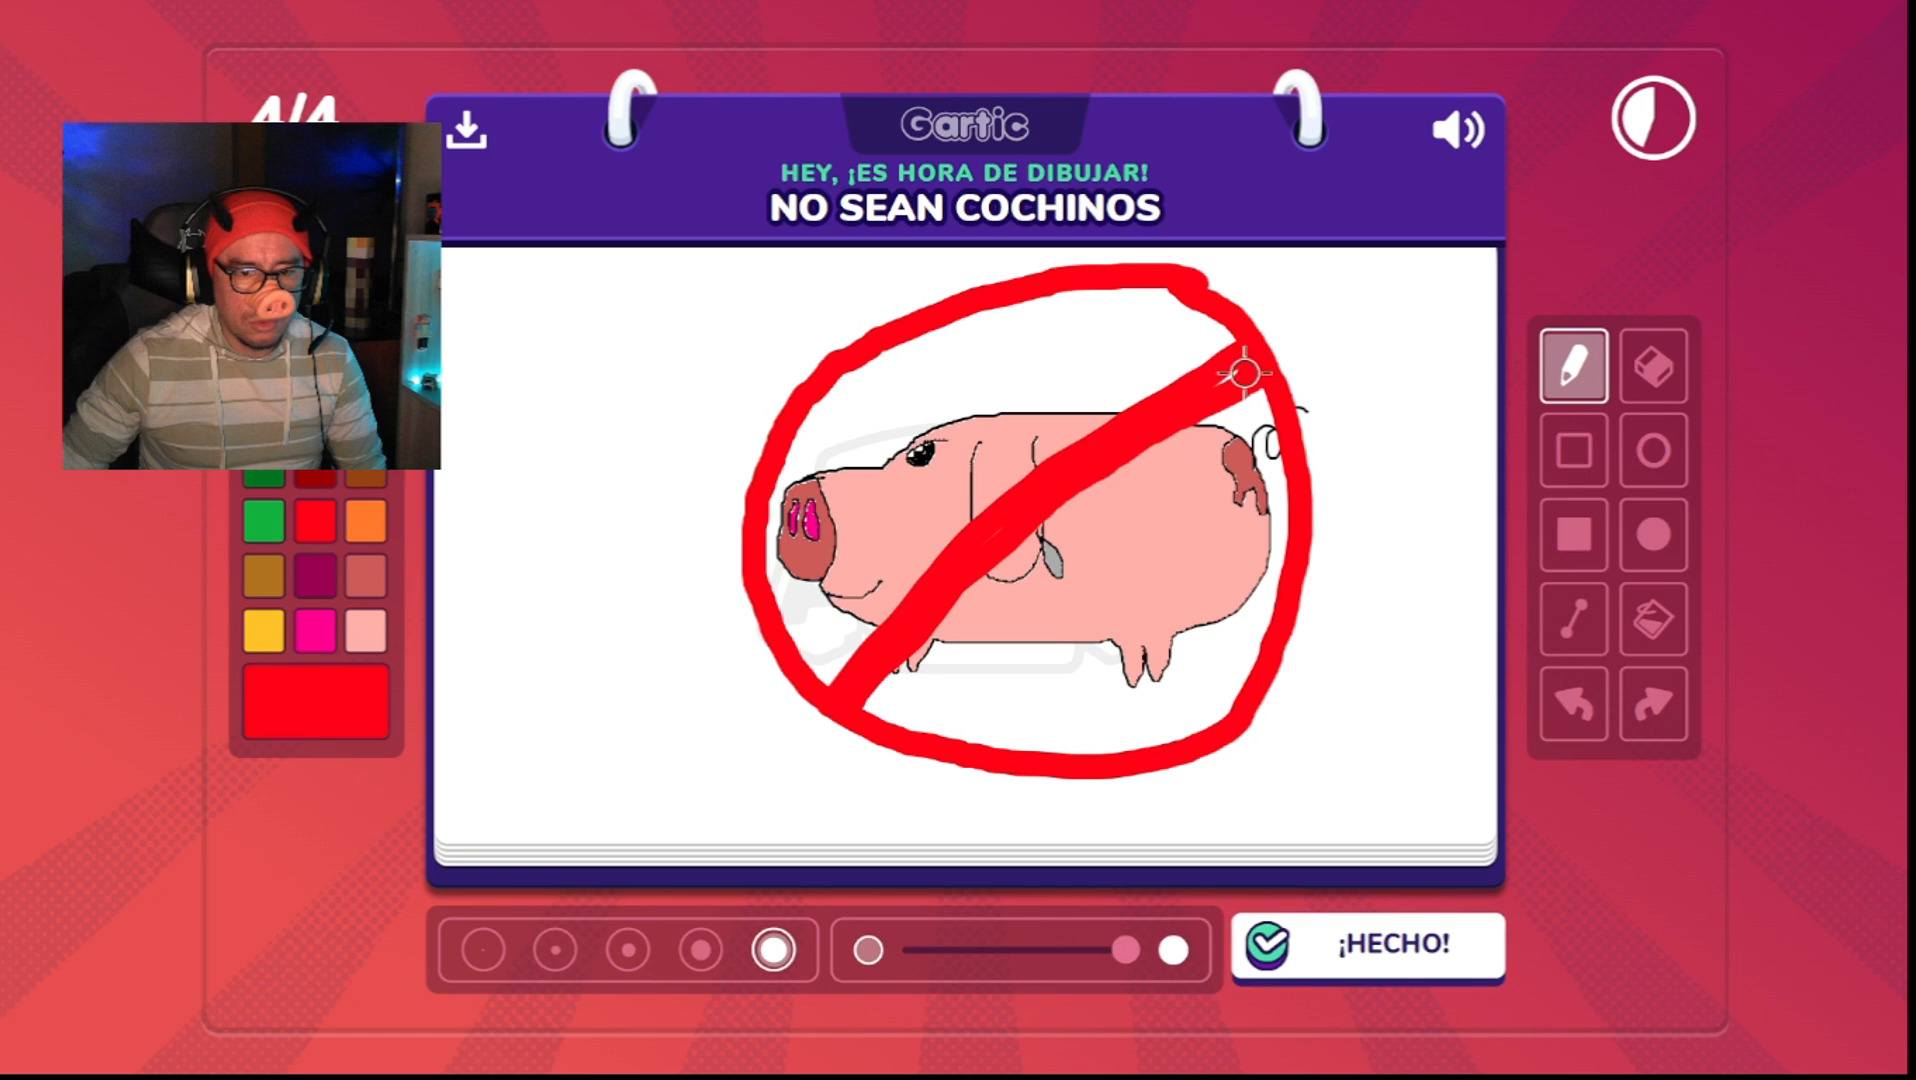 4/4
Gartic
HEY, ¡ES HORA DE DIBUJAR!
NO SEAN COCHINOS
¡HECHO!